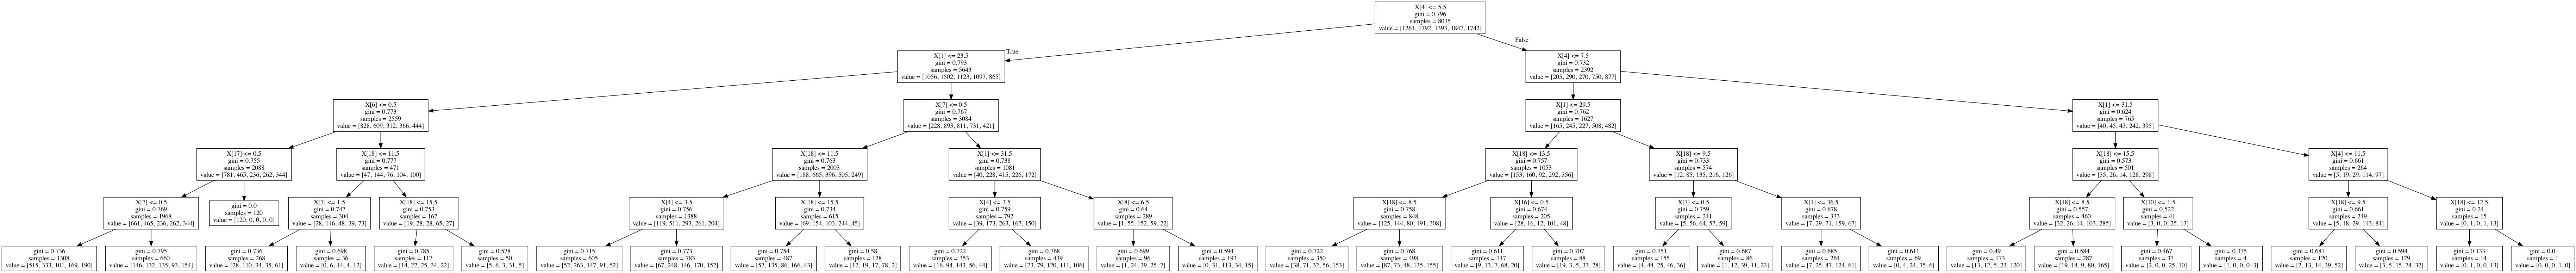 X[4] <= 5.5
gini = 0.796
samples = 8035
value = [1261, 1792, 1393, 1847, 1742]
True
False
X[1] <= 23.5
gini = 0.793
samples = 5643
value = [1056, 1502, 1123, 1097, 865]
X[4] <= 7.5
gini = 0.732
samples = 2392
value = [205, 290, 270, 750, 877]
X[6] <= 0.5
gini = 0.773
samples = 2559
value = [828, 609, 312, 366, 444]
X[7] <= 0.5
gini = 0.767
samples = 3084
value = [228, 893, 811, 731, 421]
X[1] <= 29.5
gini = 0.762
samples = 1627
value = [165, 245, 227, 508, 482]
X[1] <= 31.5
gini = 0.624
samples = 765
value = [40, 45, 43, 242, 395]
X[17] <= 0.5
gini = 0.755
samples = 2088
value = [781, 465, 236, 262, 344]
X[18] <= 11.5
gini = 0.777
samples = 471
value = [47, 144, 76, 104, 100]
X[18] <= 11.5
gini = 0.763
samples = 2003
value = [188, 665, 396, 505, 249]
X[1] <= 31.5
gini = 0.738
samples = 1081
value = [40, 228, 415, 226, 172]
X[18] <= 13.5
gini = 0.757
samples = 1053
value = [153, 160, 92, 292, 356]
X[18] <= 9.5
gini = 0.733
samples = 574
value = [12, 85, 135, 216, 126]
X[18] <= 15.5
gini = 0.573
samples = 501
value = [35, 26, 14, 128, 298]
X[4] <= 11.5
gini = 0.661
samples = 264
value = [5, 19, 29, 114, 97]
X[7] <= 0.5
gini = 0.769
samples = 1968
value = [661, 465, 236, 262, 344]
gini = 0.0
samples = 120
value = [120, 0, 0, 0, 0]
X[7] <= 1.5
gini = 0.747
samples = 304
value = [28, 116, 48, 39, 73]
X[18] <= 15.5
gini = 0.753
samples = 167
value = [19, 28, 28, 65, 27]
X[4] <= 3.5
gini = 0.756
samples = 1388
value = [119, 511, 293, 261, 204]
X[18] <= 15.5
gini = 0.734
samples = 615
value = [69, 154, 103, 244, 45]
X[4] <= 3.5
gini = 0.759
samples = 792
value = [39, 173, 263, 167, 150]
X[8] <= 6.5
gini = 0.64
samples = 289
value = [1, 55, 152, 59, 22]
X[18] <= 8.5
gini = 0.758
samples = 848
value = [125, 144, 80, 191, 308]
X[16] <= 0.5
gini = 0.674
samples = 205
value = [28, 16, 12, 101, 48]
X[7] <= 0.5
gini = 0.759
samples = 241
value = [5, 56, 64, 57, 59]
X[1] <= 36.5
gini = 0.678
samples = 333
value = [7, 29, 71, 159, 67]
X[18] <= 8.5
gini = 0.557
samples = 460
value = [32, 26, 14, 103, 285]
X[10] <= 1.5
gini = 0.522
samples = 41
value = [3, 0, 0, 25, 13]
X[18] <= 9.5
gini = 0.661
samples = 249
value = [5, 18, 29, 113, 84]
X[18] <= 12.5
gini = 0.24
samples = 15
value = [0, 1, 0, 1, 13]
gini = 0.736
samples = 1308
value = [515, 333, 101, 169, 190]
gini = 0.795
samples = 660
value = [146, 132, 135, 93, 154]
gini = 0.736
samples = 268
value = [28, 110, 34, 35, 61]
gini = 0.698
samples = 36
value = [0, 6, 14, 4, 12]
gini = 0.785
samples = 117
value = [14, 22, 25, 34, 22]
gini = 0.578
samples = 50
value = [5, 6, 3, 31, 5]
gini = 0.715
samples = 605
value = [52, 263, 147, 91, 52]
gini = 0.773
samples = 783
value = [67, 248, 146, 170, 152]
gini = 0.754
samples = 487
value = [57, 135, 86, 166, 43]
gini = 0.58
samples = 128
value = [12, 19, 17, 78, 2]
gini = 0.722
samples = 353
value = [16, 94, 143, 56, 44]
gini = 0.768
samples = 439
value = [23, 79, 120, 111, 106]
gini = 0.699
samples = 96
value = [1, 24, 39, 25, 7]
gini = 0.594
samples = 193
value = [0, 31, 113, 34, 15]
gini = 0.722
samples = 350
value = [38, 71, 32, 56, 153]
gini = 0.768
samples = 498
value = [87, 73, 48, 135, 155]
gini = 0.611
samples = 117
value = [9, 13, 7, 68, 20]
gini = 0.707
samples = 88
value = [19, 3, 5, 33, 28]
gini = 0.751
samples = 155
value = [4, 44, 25, 46, 36]
gini = 0.687
samples = 86
value = [1, 12, 39, 11, 23]
gini = 0.685
samples = 264
value = [7, 25, 47, 124, 61]
gini = 0.611
samples = 69
value = [0, 4, 24, 35, 6]
gini = 0.49
samples = 173
value = [13, 12, 5, 23, 120]
gini = 0.584
samples = 287
value = [19, 14, 9, 80, 165]
gini = 0.467
samples = 37
value = [2, 0, 0, 25, 10]
gini = 0.375
samples = 4
value = [1, 0, 0, 0, 3]
gini = 0.681
samples = 120
value = [2, 13, 14, 39, 52]
gini = 0.594
samples = 129
value = [3, 5, 15, 74, 32]
gini = 0.133
samples = 14
value = [0, 1, 0, 0, 13]
gini = 0.0
samples = 1
value = [0, 0, 0, 1, 0]